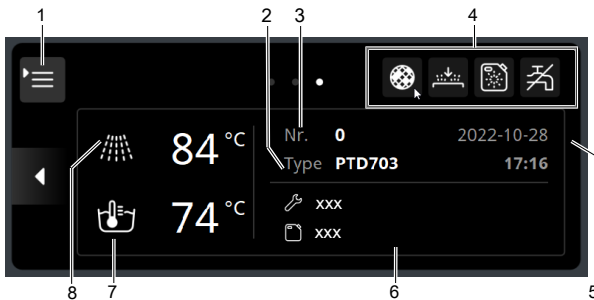 1 2 3 4
84 °C
Nr. 0 2022-10-28
Type PTD703 17:16
74 °C
xxx
xxx
8 7 6 5